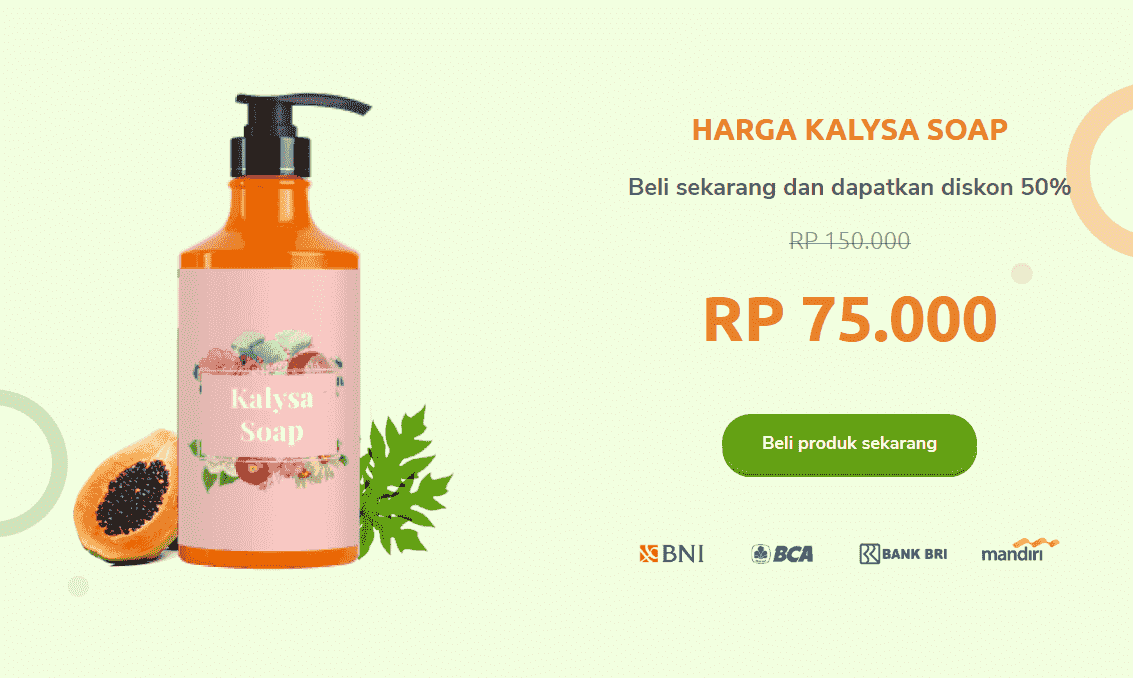 HARGA KALYSA SOAP
Beli sekarang dan dapatkan diskon 50%
RP 150.000
RP 75.000
Kalysa
Soap
Beli produk sekarang
BNI
BCA
BANK BRI
mandiri